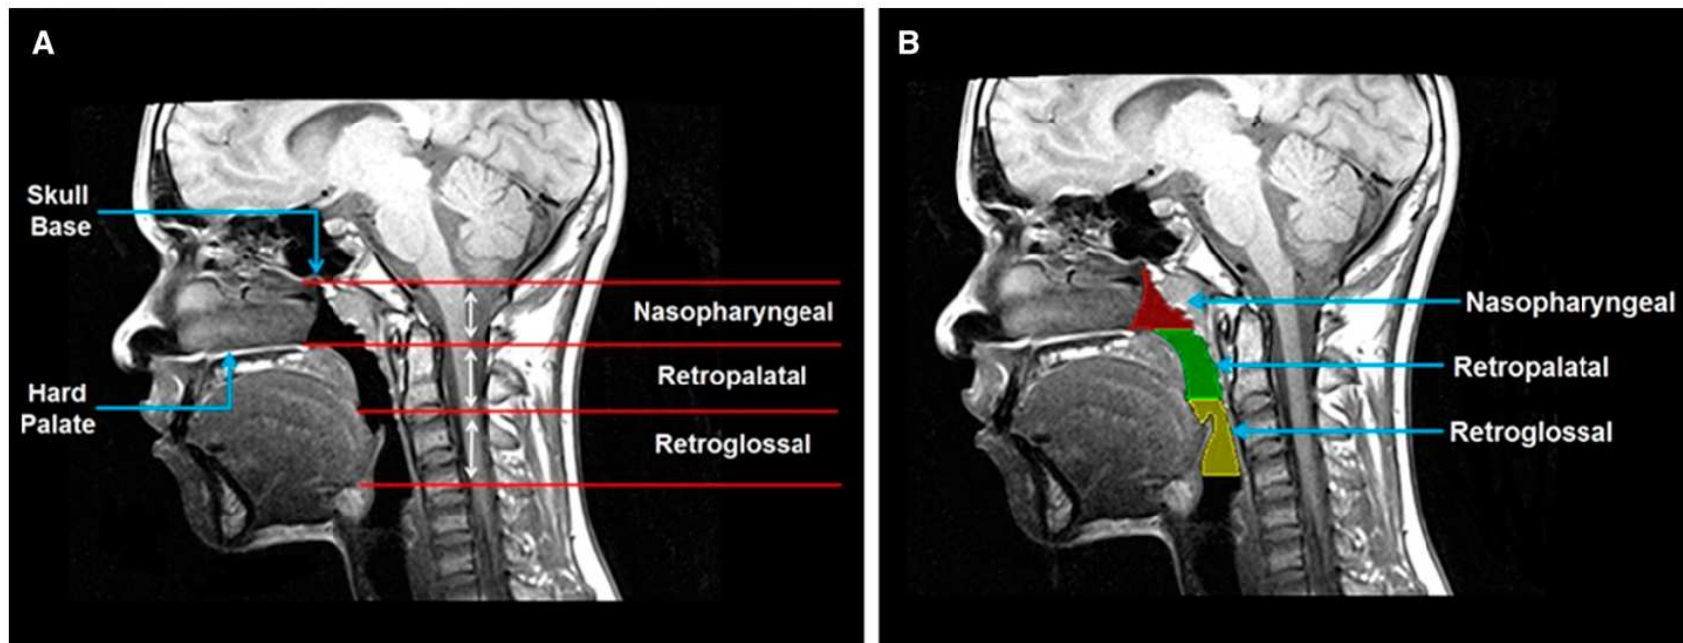 A
Skull
Base
Hard
Palate
Nasopharyngeal
Retropalatal
Retroglossal
B
Nasopharyngeal
Retropalatal
Retroglossal